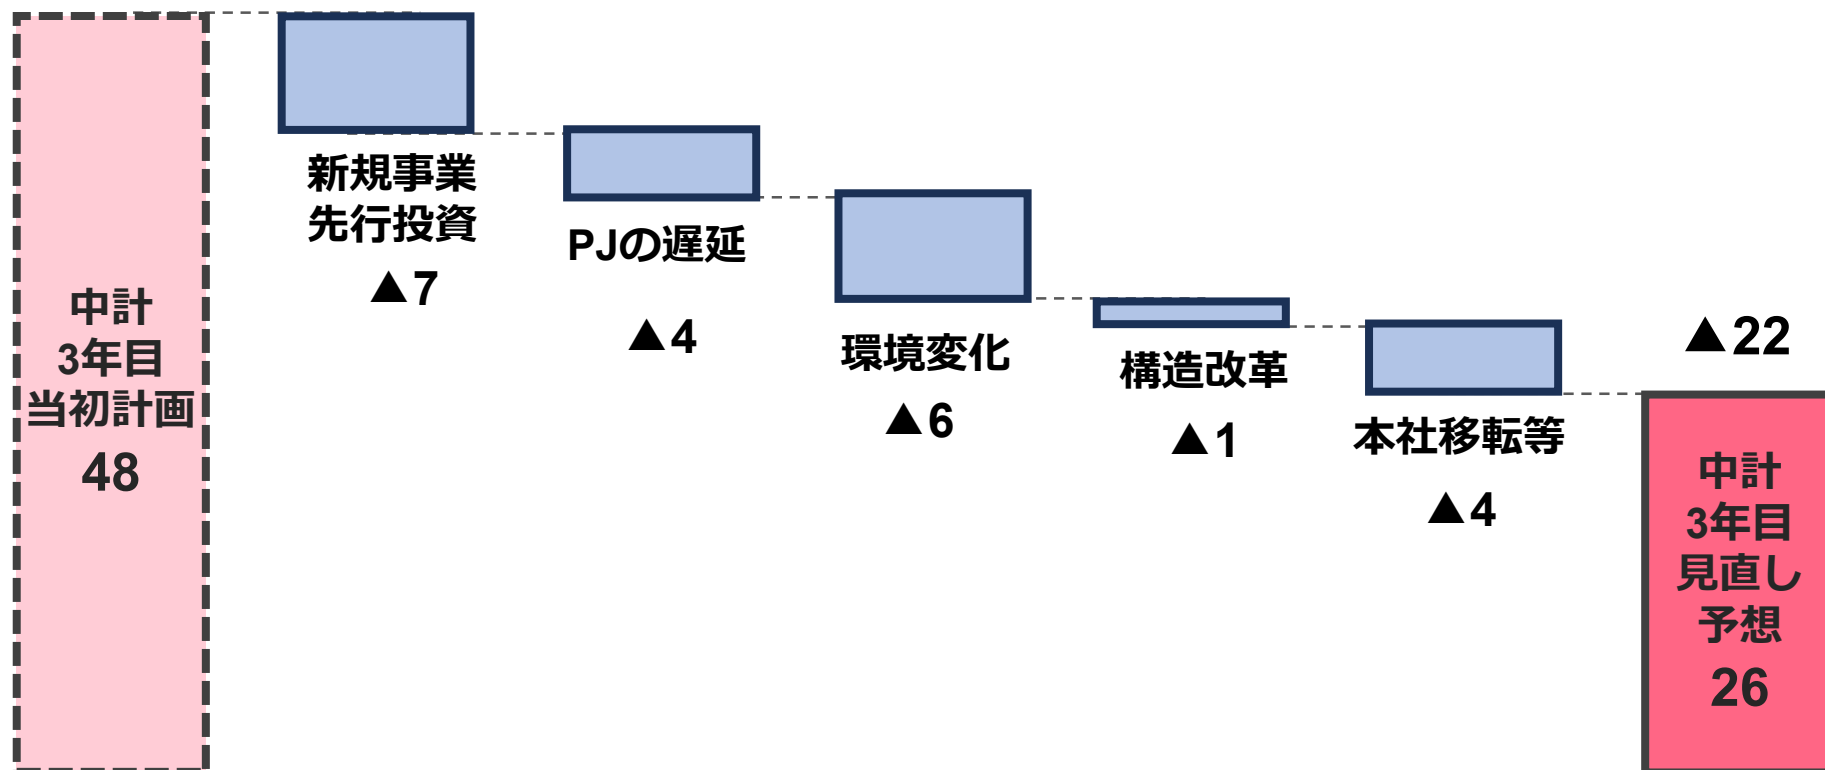 中計
3年目
当初計画
48
新規事業
先行投資
▲7
PJの遅延
▲4
環境変化
▲6
構造改革
▲1
本社移転等
▲4
▲22
中計
3年目
見直し
予想
26